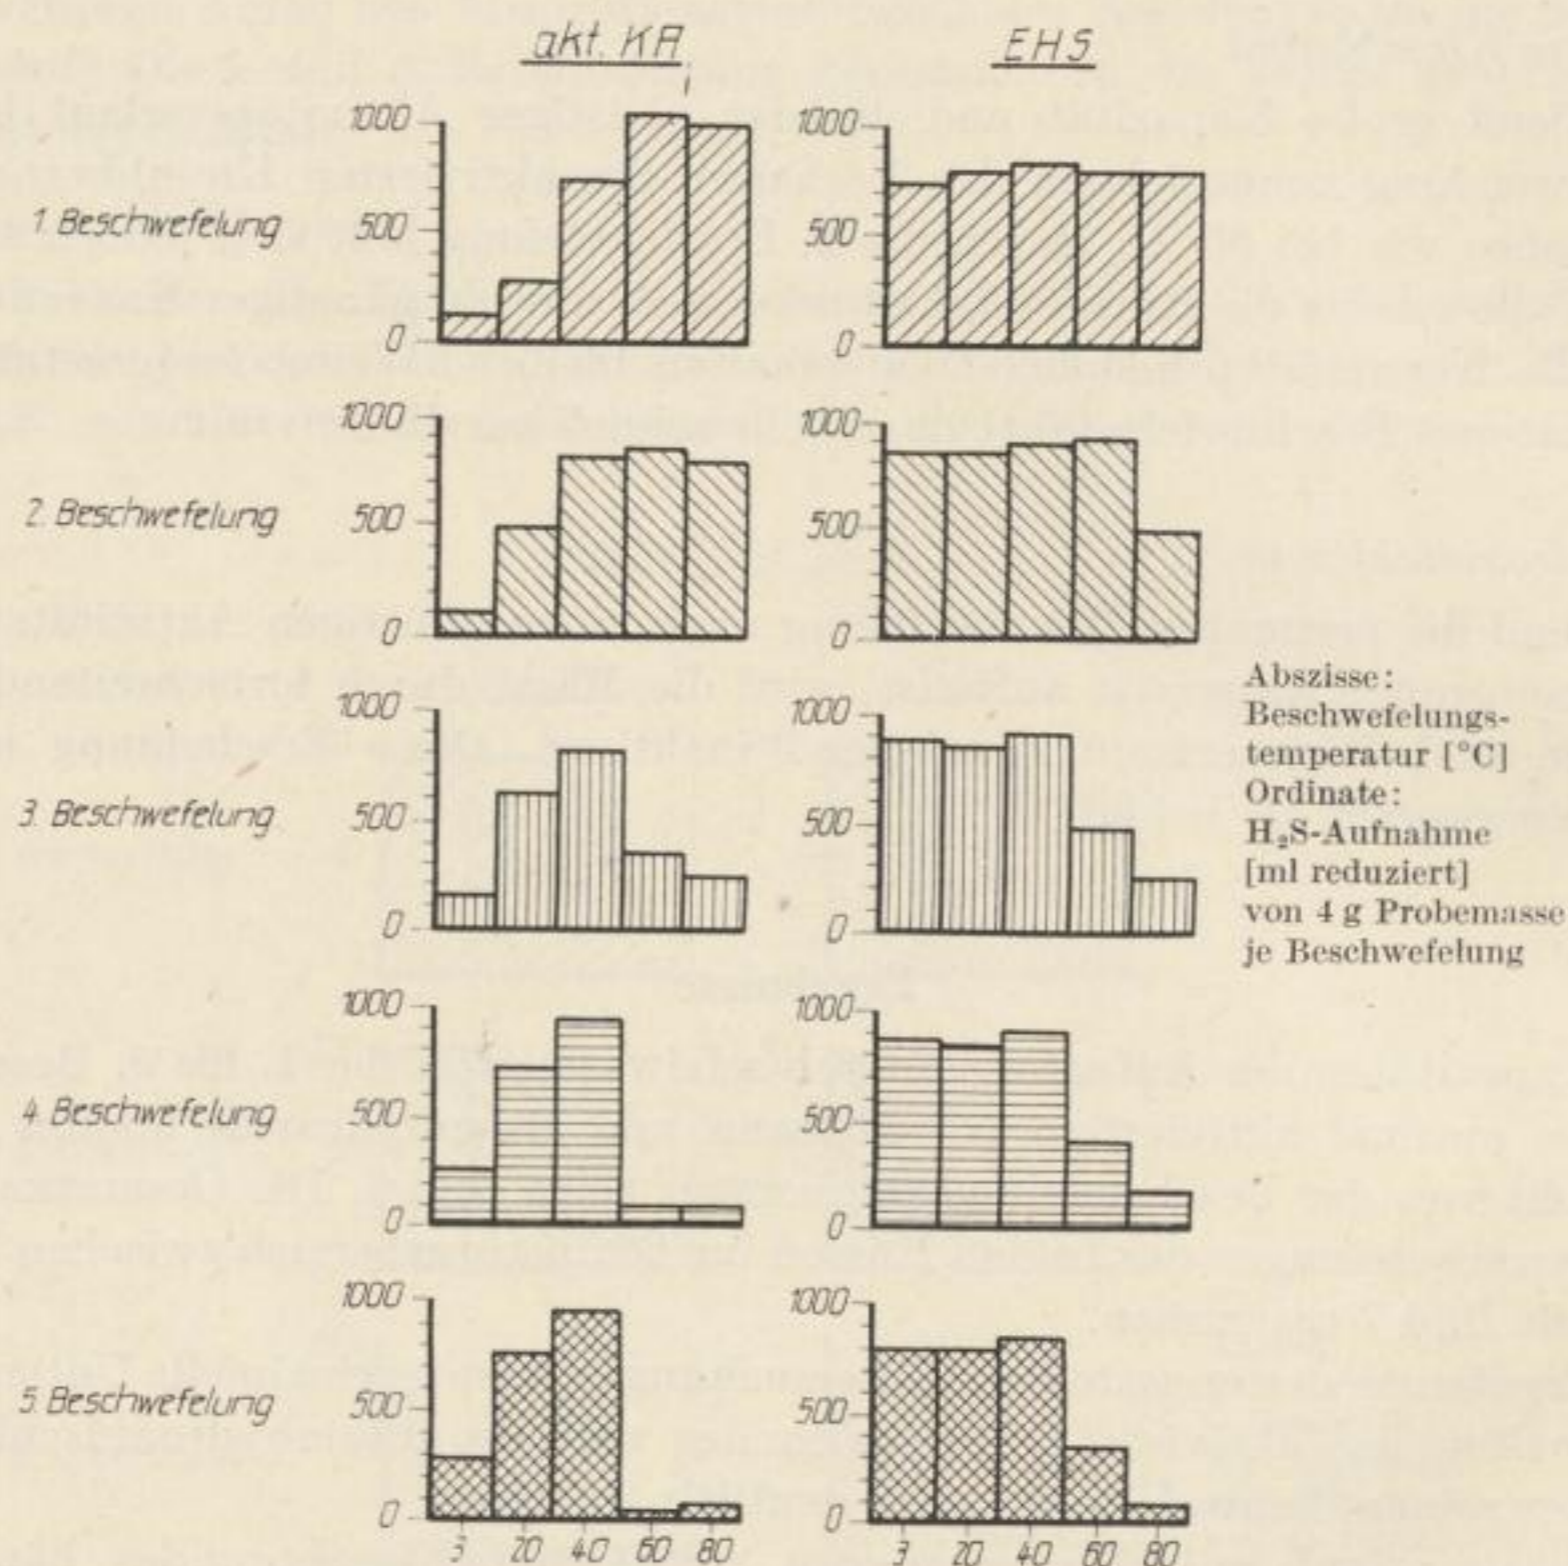 akt. KA
EHS
1. Beschwefelung
1000
500
0
1000
500
0
2. Beschwefelung
1000
500
0
1000
500
0
3. Beschwefelung
1000
500
0
1000
500
0
4. Beschwefelung
1000
500
0
1000
500
0
5. Beschwefelung
1000
500
0
1000
500
0
3 20 40 60 80
3 20 40 60 80
Abszisse:
Beschwefelungs-
temperatur [°C]
Ordinate:
H₂S-Aufnahme
[ml reduziert]
von 4 g Probemasse
je Beschwefelung